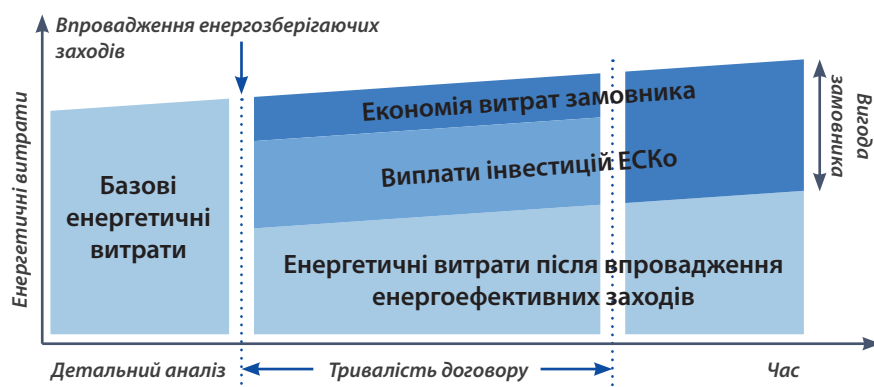 Впровадження енергозберігаючих
заходів
Енергетичні витрати
Базові
енергетичні
витрати
Економія витрат замовника
Виплати інвестицій ЕСКо
Енергетичні витрати після впровадження
енергоефективних заходів
Вигода
замовника
Детальний аналіз
Тривалість договору
Час